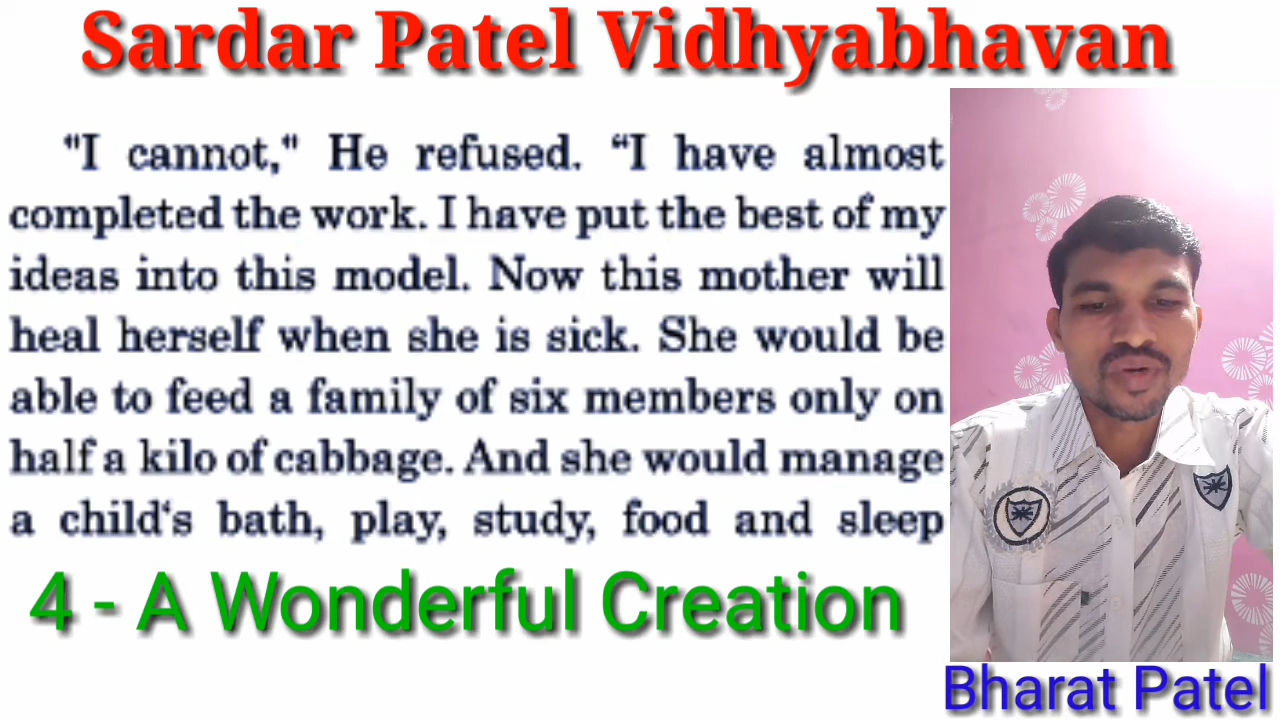 Sardar Patel Vidhyabhavan
"I cannot," He refused. “I have almost
completed the work. I have put the best of my
ideas into this model. Now this mother will
heal herself when she is sick. She would be
able to feed a family of six members only on
half a kilo of cabbage. And she would manage
a child‘s bath, play, study, food and sleep
4 - A Wonderful Creation
Bharat Patel